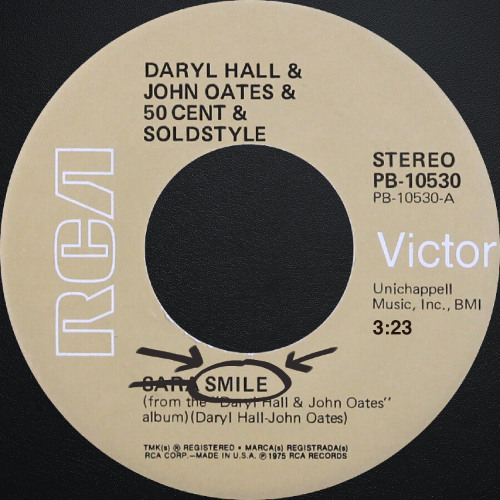 DARYL HALL &
JOHN OATES &
50 CENT &
SOLDSTYLE
RCA
STEREO
PB-10530
PB-10530-A
Victor
Unichappell
Music, Inc., BMI
3:23
SARA SMILE
(from the "Daryl Hall & John Oates"
album)(Daryl Hall-John Oates)
TMK(s) ® REGISTERED • MARCA(s) REGISTRADA(s)
RCA CORP.—MADE IN U.S.A. ℗ 1975 RCA RECORDS